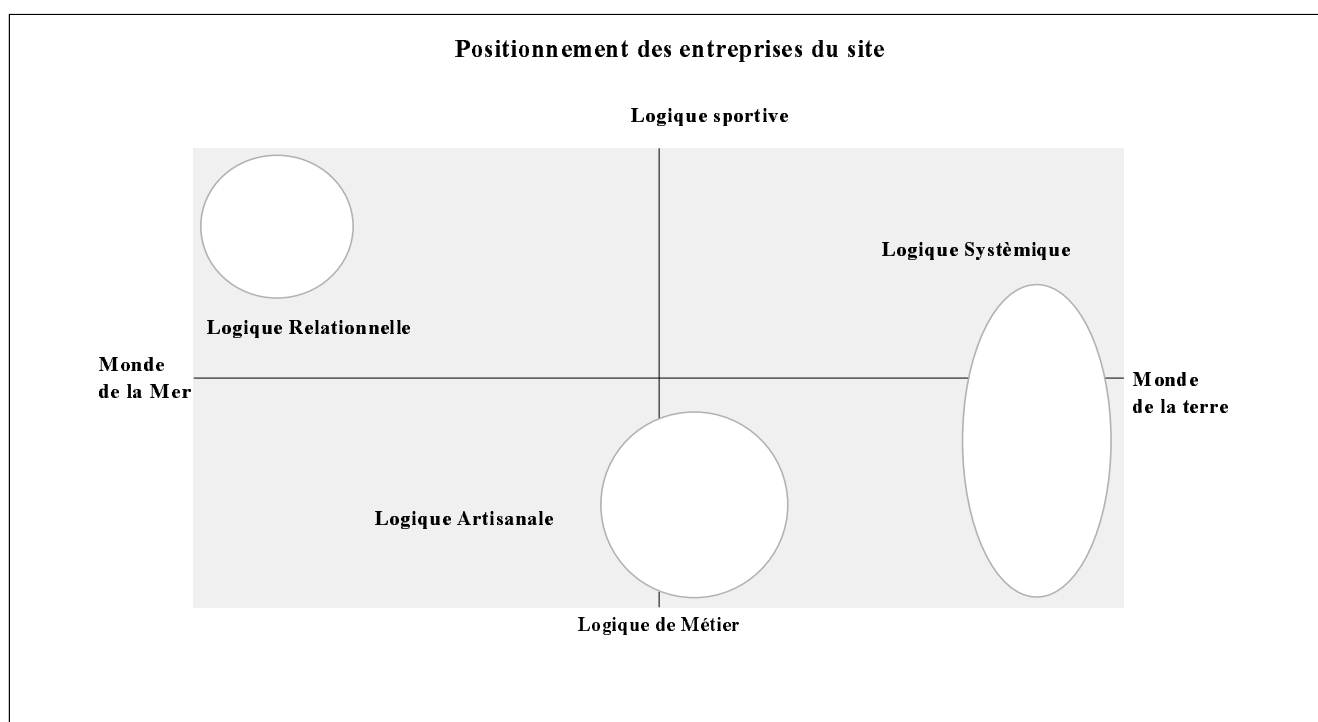 Positionnement des entreprises du site
Logique sportive
Logique Systèmique
Logique Relationnelle
Monde
de la Mer
Monde
de la terre
Logique Artisanale
Logique de Métier